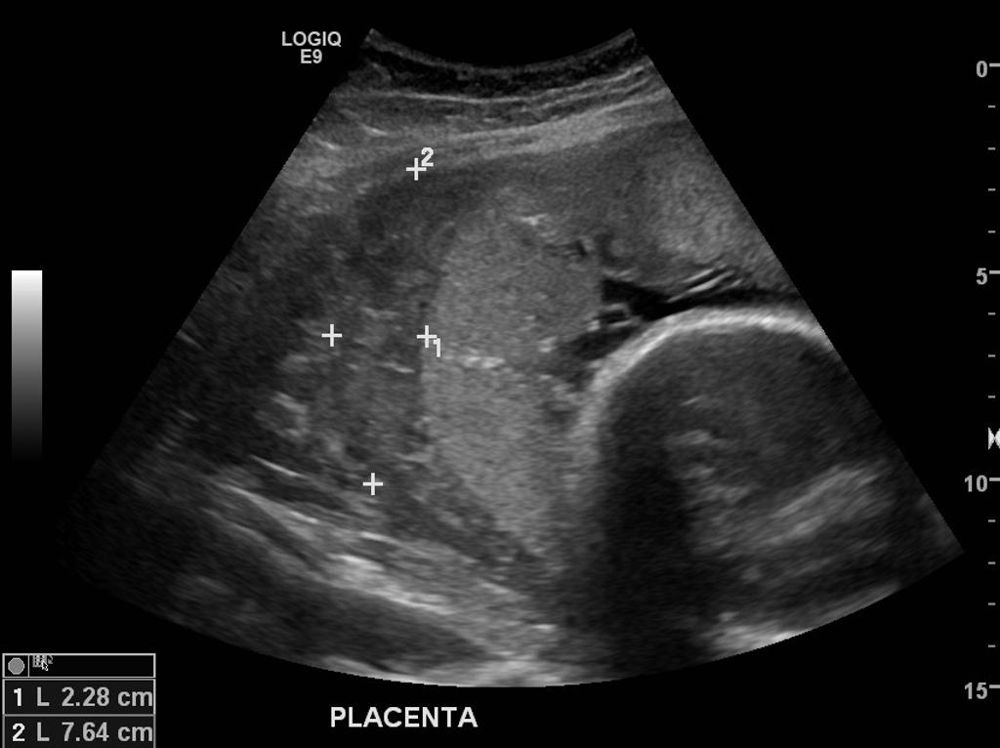 LOGIQ
E9
0
2
5
1
10
15
1 L 2.28 cm
2 L 7.64 cm
PLACENTA